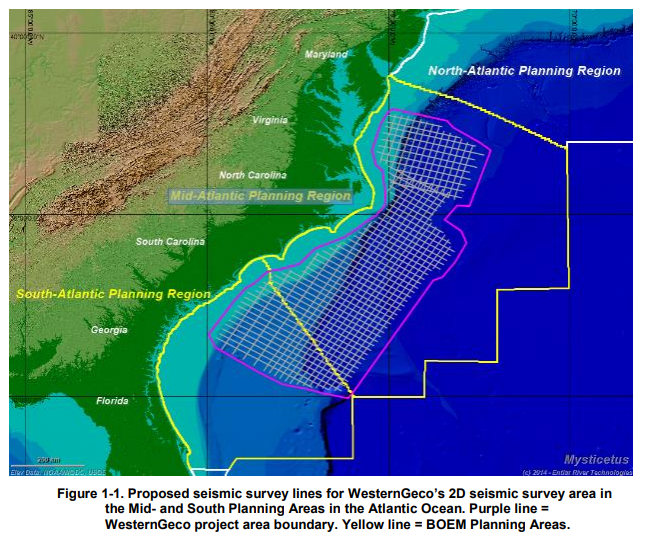 40°00.00'N
Maryland
North-Atlantic Planning Region
Virginia
North Carolina
Mid-Atlantic Planning Region
South Carolina
South-Atlantic Planning Region
Georgia
Florida
Mysticetus
(c) 2014 - Entiat River Technologies
Figure 1-1. Proposed seismic survey lines for WesternGeco's 2D seismic survey area in
the Mid- and South Planning Areas in the Atlantic Ocean. Purple line =
WesternGeco project area boundary. Yellow line = BOEM Planning Areas.